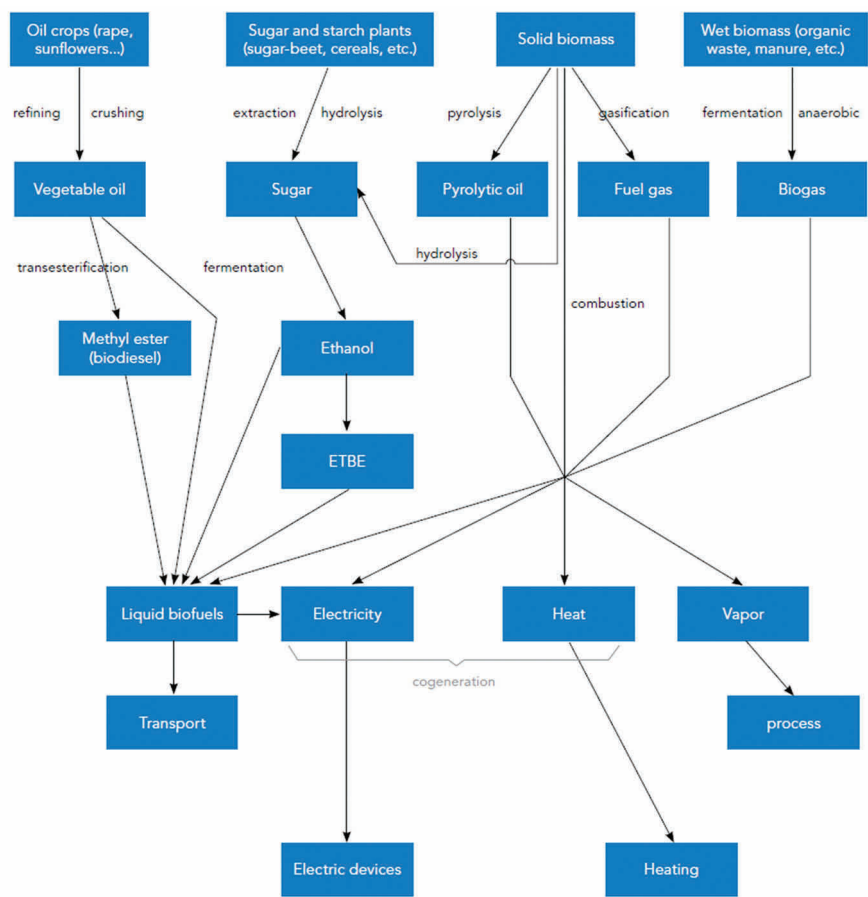 Oil crops (rape,
sunflowers...)
Sugar and starch plants
(sugar-beet, cereals, etc.)
Solid biomass
Wet biomass (organic
waste, manure, etc.)
refining
crushing
extraction
hydrolysis
pyrolysis
gasification
fermentation
anaerobic
Vegetable oil
Sugar
Pyrolytic oil
Fuel gas
Biogas
transesterification
fermentation
hydrolysis
combustion
Methyl ester
(biodiesel)
Ethanol
ETBE
Liquid biofuels
Electricity
Heat
Vapor
cogeneration
Transport
process
Electric devices
Heating